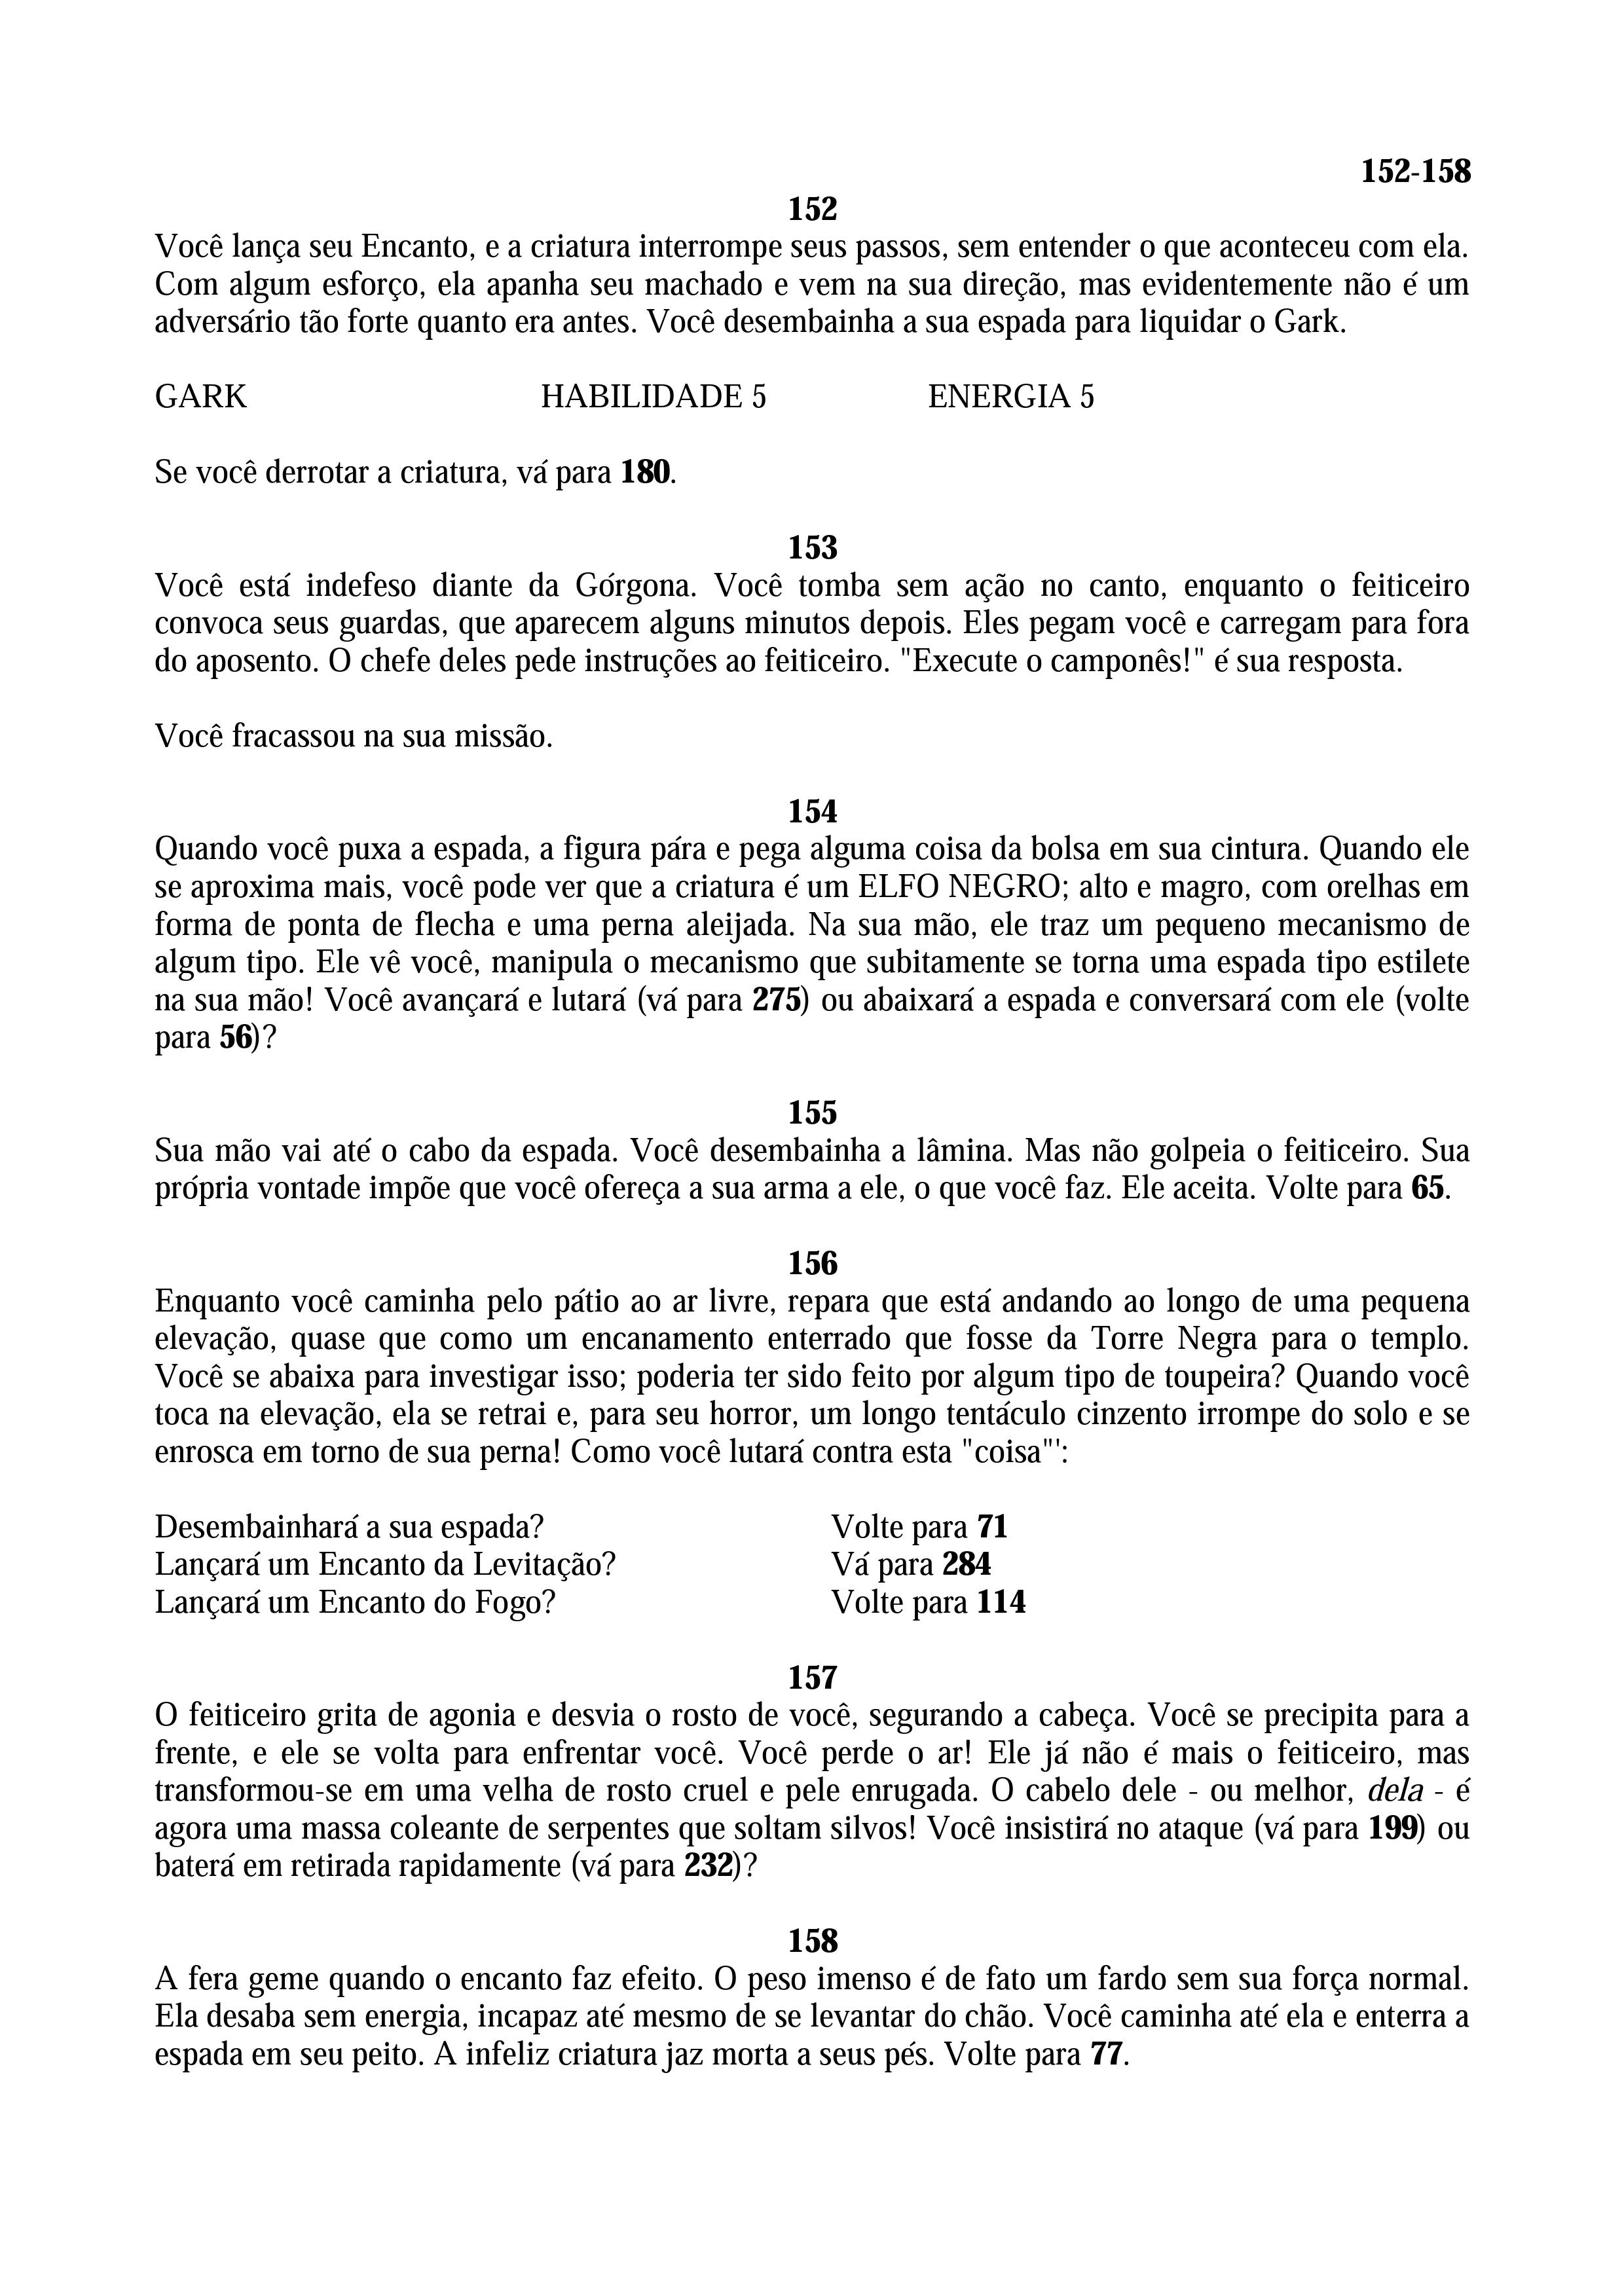 152-158
152
Você lança seu Encanto, e a criatura interrompe seus passos, sem entender o que aconteceu com ela.
Com algum esforço, ela apanha seu machado e vem na sua direção, mas evidentemente não é um
adversário tão forte quanto era antes. Você desembainha a sua espada para liquidar o Gark.
GARK HABILIDADE 5 ENERGIA 5
Se você derrotar a criatura, vá para 180.
153
Você está indefeso diante da Górgona. Você tomba sem ação no canto, enquanto o feiticeiro
convoca seus guardas, que aparecem alguns minutos depois. Eles pegam você e carregam para fora
do aposento. O chefe deles pede instruções ao feiticeiro. "Execute o camponês!" é sua resposta.
Você fracassou na sua missão.
154
Quando você puxa a espada, a figura pára e pega alguma coisa da bolsa em sua cintura. Quando ele
se aproxima mais, você pode ver que a criatura é um ELFO NEGRO; alto e magro, com orelhas em
forma de ponta de flecha e uma perna aleijada. Na sua mão, ele traz um pequeno mecanismo de
algum tipo. Ele vê você, manipula o mecanismo que subitamente se torna uma espada tipo estilete
na sua mão! Você avançará e lutará (vá para 275) ou abaixará a espada e conversará com ele (volte
para 56)?
155
Sua mão vai até o cabo da espada. Você desembainha a lâmina. Mas não golpeia o feiticeiro. Sua
própria vontade impõe que você ofereça a sua arma a ele, o que você faz. Ele aceita. Volte para 65.
156
Enquanto você caminha pelo pátio ao ar livre, repara que está andando ao longo de uma pequena
elevação, quase que como um encanamento enterrado que fosse da Torre Negra para o templo.
Você se abaixa para investigar isso; poderia ter sido feito por algum tipo de toupeira? Quando você
toca na elevação, ela se retrai e, para seu horror, um longo tentáculo cinzento irrompe do solo e se
enrosca em torno de sua perna! Como você lutará contra esta "coisa"':
Desembainhará a sua espada? Volte para 71
Lançará um Encanto da Levitação? Vá para 284
Lançará um Encanto do Fogo? Volte para 114
157
O feiticeiro grita de agonia e desvia o rosto de você, segurando a cabeça. Você se precipita para a
frente, e ele se volta para enfrentar você. Você perde o ar! Ele já não é mais o feiticeiro, mas
transformou-se em uma velha de rosto cruel e pele enrugada. O cabelo dele - ou melhor, dela - é
agora uma massa coleante de serpentes que soltam silvos! Você insistirá no ataque (vá para 199) ou
baterá em retirada rapidamente (vá para 232)?
158
A fera geme quando o encanto faz efeito. O peso imenso é de fato um fardo sem sua força normal.
Ela desaba sem energia, incapaz até mesmo de se levantar do chão. Você caminha até ela e enterra a
espada em seu peito. A infeliz criatura jaz morta a seus pés. Volte para 77.